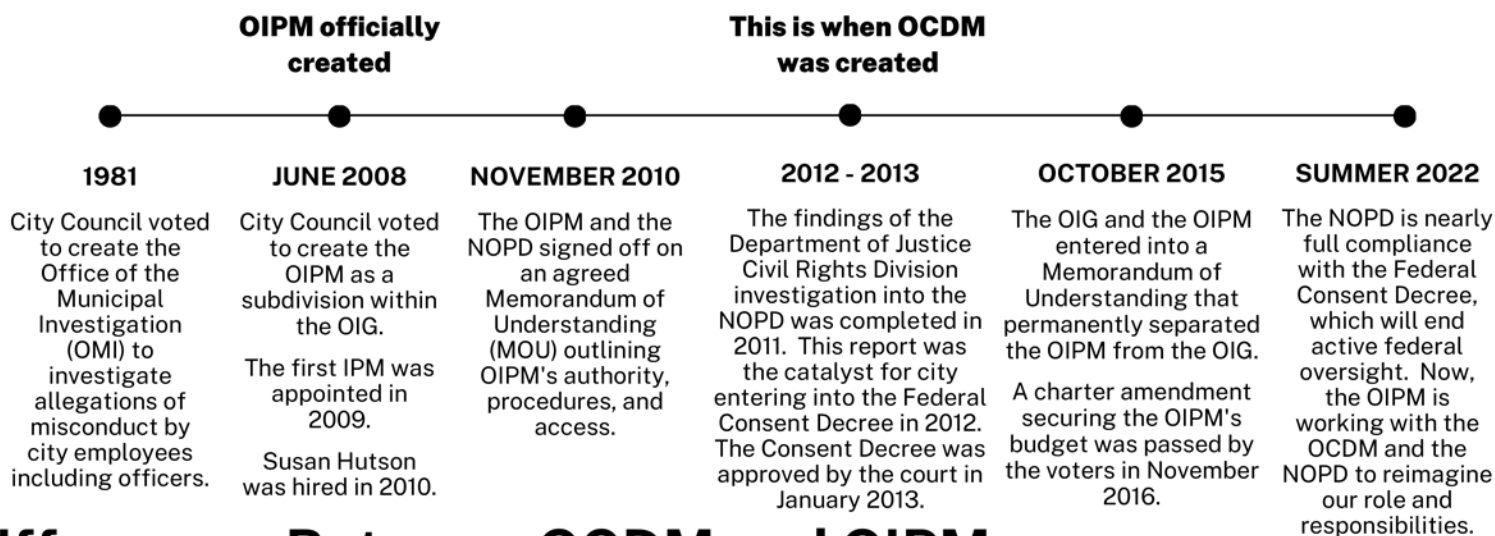 OIPM officially
created
This is when OCDM
was created
1981
City Council voted
to create the
Office of the
Municipal
Investigation
(OMI) to
investigate
allegations of
misconduct by
city employees
including officers.
JUNE 2008
City Council voted
to create the
OIPM as a
subdivision within
the OIG.
The first IPM was
appointed in
2009.
Susan Hutson
was hired in 2010.
NOVEMBER 2010
The OIPM and the
NOPD signed off on
an agreed
Memorandum of
Understanding
(MOU) outlining
OIPM's authority,
procedures, and
access.
2012 - 2013
The findings of the
Department of Justice
Civil Rights Division
investigation into the
NOPD was completed in
2011. This report was
the catalyst for city
entering into the Federal
Consent Decree in 2012.
The Consent Decree was
approved by the court in
January 2013.
OCTOBER 2015
The OIG and the OIPM
entered into a
Memorandum of
Understanding that
permanently separated
the OIPM from the OIG.
A charter amendment
securing the OIPM's
budget was passed by
the voters in November
2016.
SUMMER 2022
The NOPD is nearly
full compliance
with the Federal
Consent Decree,
which will end
active federal
oversight. Now,
the OIPM is
working with the
OCDM and the
NOPD to reimagine
our role and
responsibilities.
OCDM OIPM